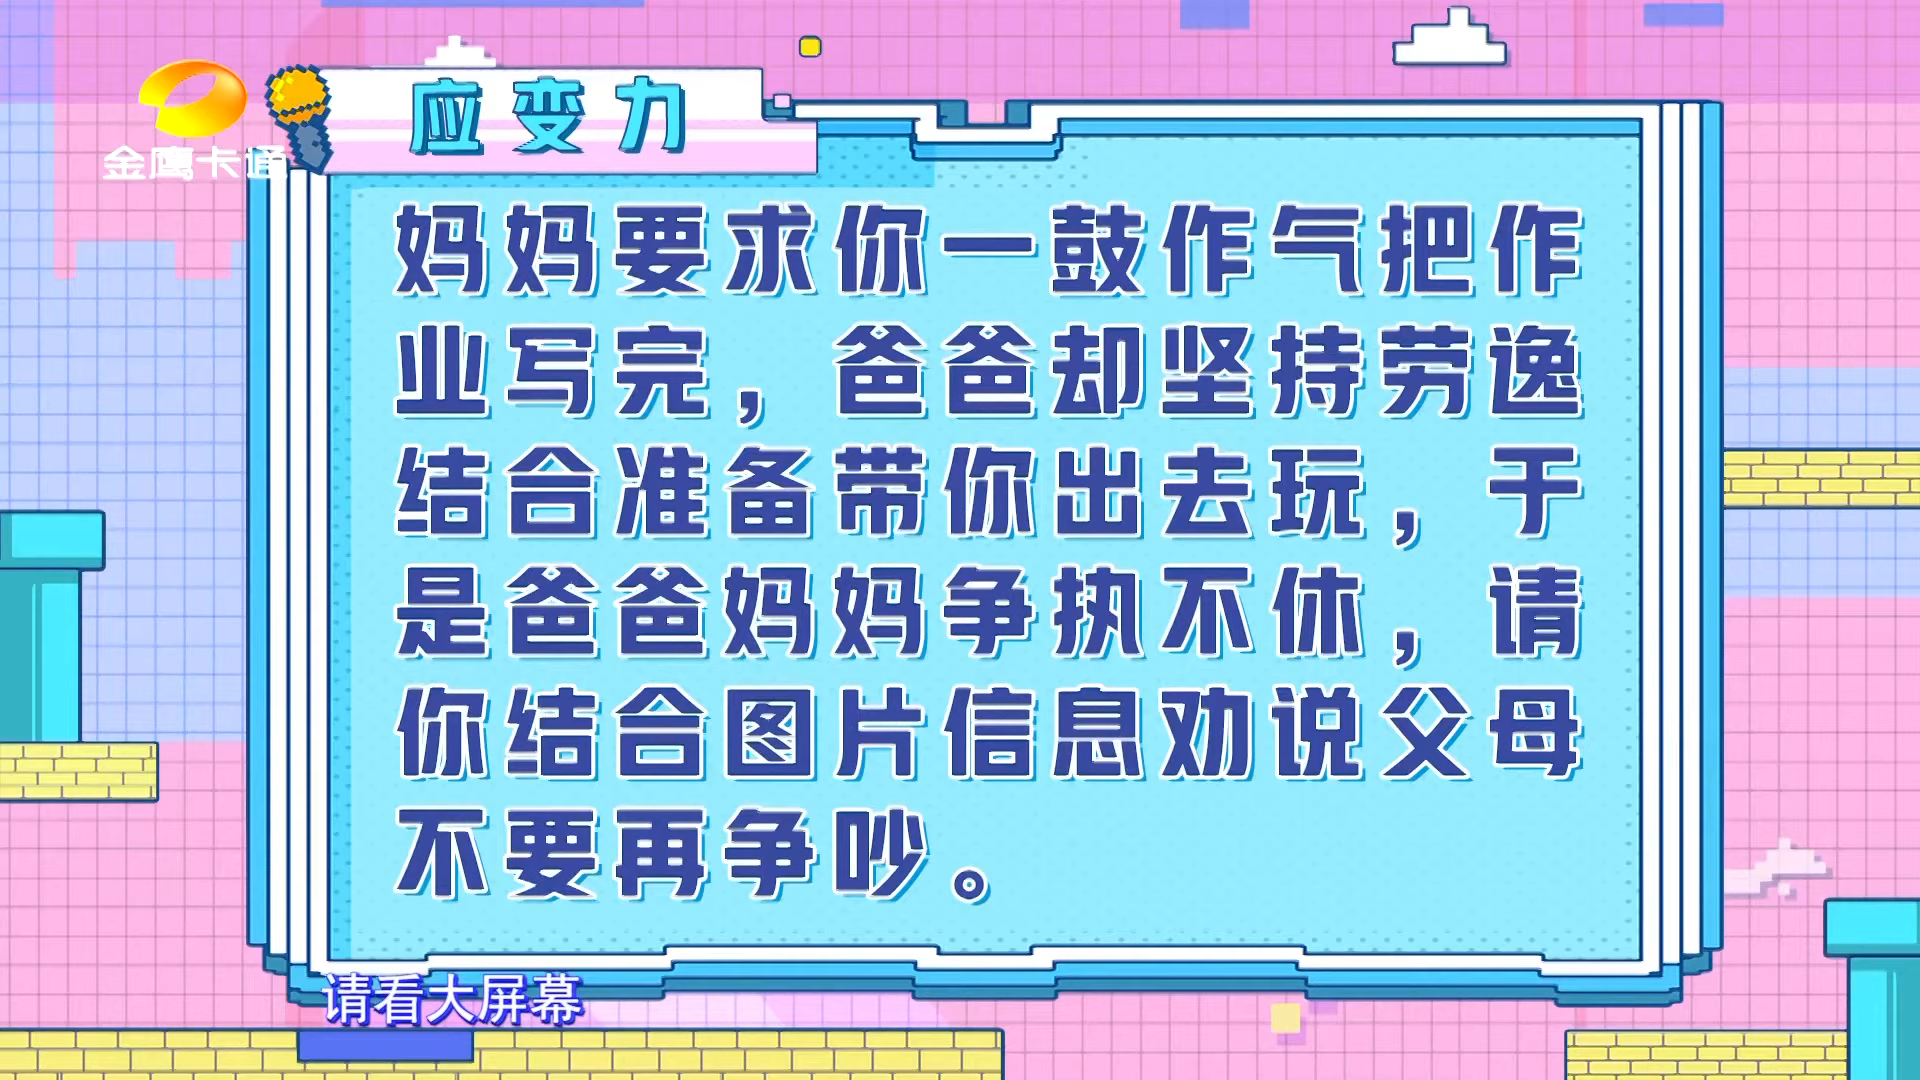 金鹰卡通
应变力
妈妈要求你一鼓作气把作
业写完，爸爸却坚持劳逸
结合准备带你出去玩，于
是爸爸妈妈争执不休，请
你结合图片信息劝说父母
不要再争吵。
请看大屏幕